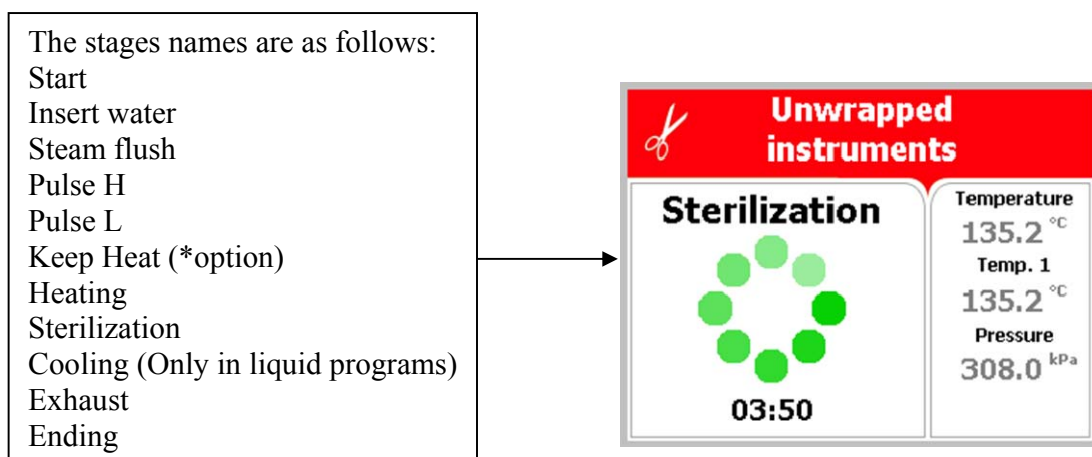 The stages names are as follows:
Start
Insert water
Steam flush
Pulse H
Pulse L
Keep Heat (*option)
Heating
Sterilization
Cooling (Only in liquid programs)
Exhaust
Ending
Unwrapped
instruments
Sterilization
03:50
Temperature
135.2 °C
Temp. 1
135.2 °C
Pressure
308.0 kPa